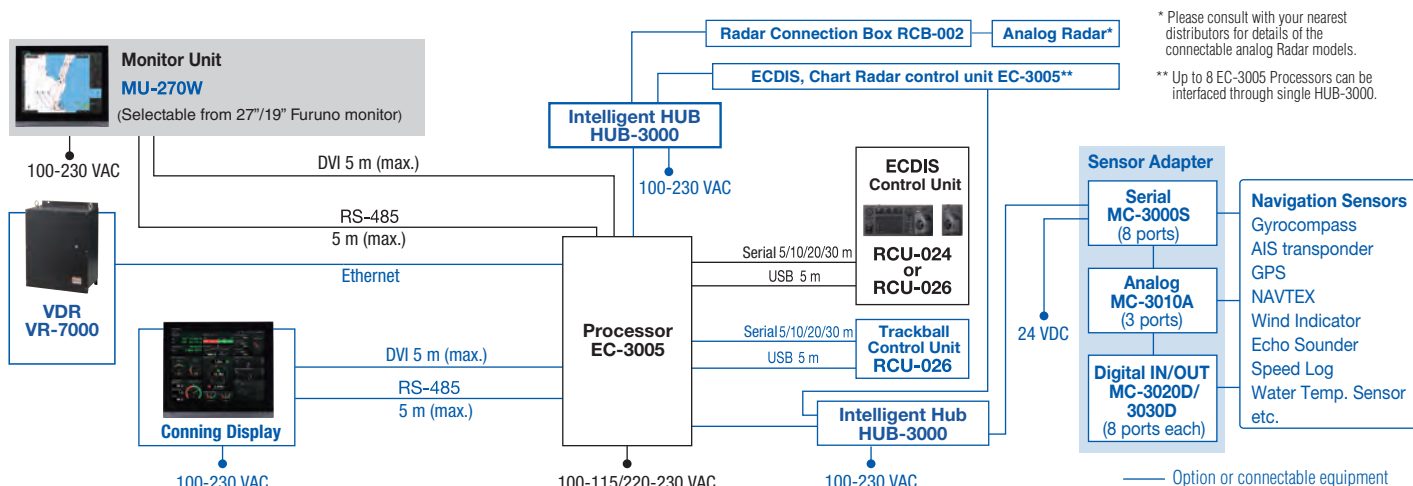 Monitor Unit
MU-270W
(Selectable from 27"/19" Furuno monitor)
100-230 VAC
DVI 5 m (max.)
RS-485
5 m (max.)
Ethernet
VDR
VR-7000
DVI 5 m (max.)
RS-485
5 m (max.)
Conning Display
100-230 VAC
Radar Connection Box RCB-002
Analog Radar*
ECDIS, Chart Radar control unit EC-3005**
Intelligent HUB
HUB-3000
100-230 VAC
Processor
EC-3005
100-115/220-230 VAC
ECDIS
Control Unit
RCU-024
or
RCU-026
Serial 5/10/20/30 m
USB 5 m
Serial 5/10/20/30 m
USB 5 m
Trackball
Control Unit
RCU-026
Intelligent Hub
HUB-3000
100-230 VAC
* Please consult with your nearest
distributors for details of the
connectable analog Radar models.
** Up to 8 EC-3005 Processors can be
interfaced through single HUB-3000.
Sensor Adapter
Serial
MC-3000S
(8 ports)
Analog
MC-3010A
(3 ports)
Digital IN/OUT
MC-3020D/
3030D
(8 ports each)
24 VDC
Navigation Sensors
Gyrocompass
AIS transponder
GPS
NAVTEX
Wind Indicator
Echo Sounder
Speed Log
Water Temp. Sensor
etc.
Option or connectable equipment